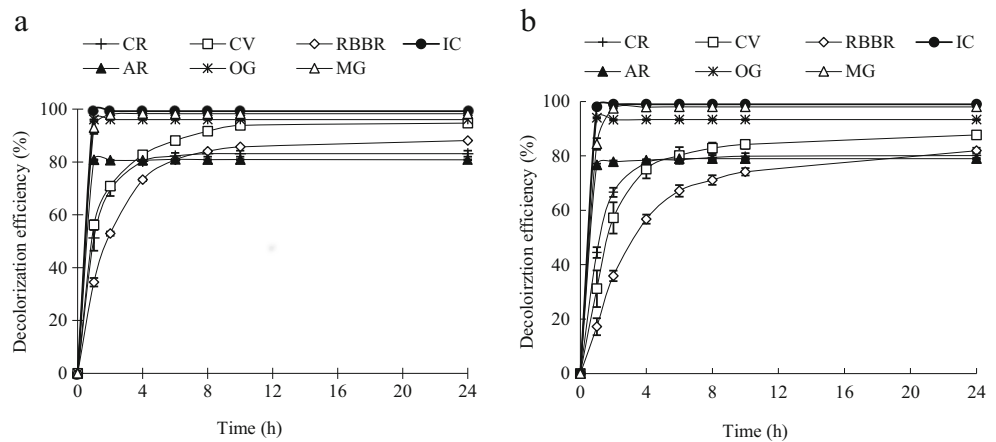 a
CR CV RBBR IC
AR OG MG
100
80
60
40
20
0
0 4 8 12 16 20 24
Decolorization efficiency (%)
Time (h)
b
CR CV RBBR IC
AR OG MG
100
80
60
40
20
0
0 4 8 12 16 20 24
Decoloirztion efficiency (%)
Time (h)